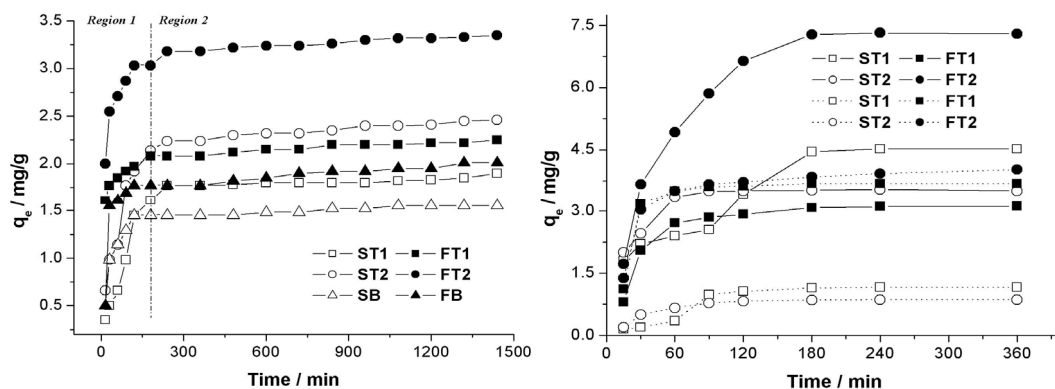 Region 1 Region 2
3.5
3.0
2.5
2.0
1.5
1.0
0.5
q_e / mg/g
ST1 FT1
ST2 FT2
SB FB
0 300 600 900 1200 1500
Time / min
7.5
6.0
4.5
3.0
1.5
0.0
q_e / mg/g
ST1 FT1
ST2 FT2
ST1 FT1
ST2 FT2
0 60 120 180 240 300 360
Time / min